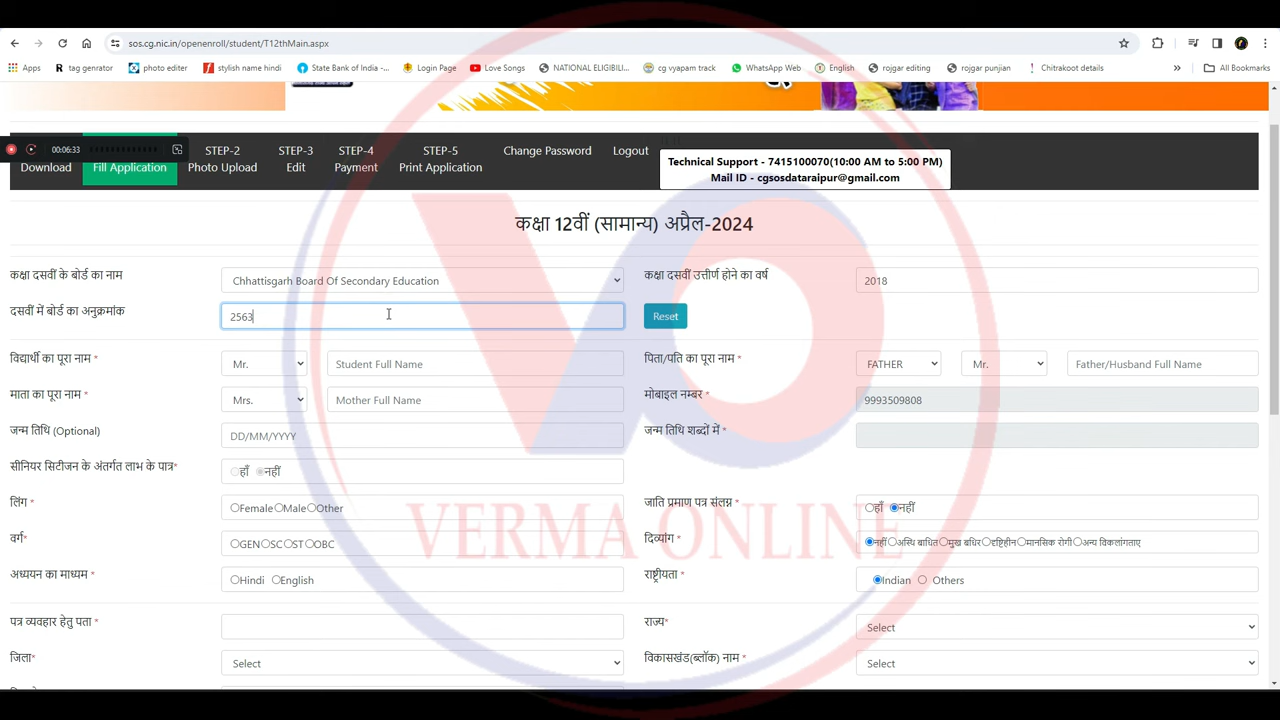 sos.cg.nic.in/openenroll/student/T12thMain.aspx
Apps tag genrator photo editer stylish name hindi State Bank of India -... Login Page Love Songs NATIONAL ELIGIBILI... cg vyapam track WhatsApp Web English rojgar editing rojgar punjian Chitrakoot details » All Bookmarks
00:06:33
Download
Fill Application
STEP-2
Photo Upload
STEP-3
Edit
STEP-4
Payment
STEP-5
Print Application
Change Password
Logout
Technical Support - 7415100070(10:00 AM to 5:00 PM)
Mail ID - cgsosdataraipur@gmail.com
कक्षा 12वीं (सामान्य) अप्रैल-2024
कक्षा दसवीं के बोर्ड का नाम Chhattisgarh Board Of Secondary Education कक्षा दसवीं उत्तीर्ण होने का वर्ष 2018
दसवीं में बोर्ड का अनुक्रमांक 2563 Reset
विद्यार्थी का पूरा नाम * Mr. Student Full Name पिता/पति का पूरा नाम * FATHER Mr. Father/Husband Full Name
माता का पूरा नाम * Mrs. Mother Full Name मोबाइल नम्बर * 9993509808
जन्म तिथि (Optional) DD/MM/YYYY जन्म तिथि शब्दों में *
सीनियर सिटीजन के अंतर्गत लाभ के पात्र* हाँ नहीं
लिंग * Female Male Other जाति प्रमाण पत्र संलग्न * हाँ नहीं
वर्ग* GEN SC ST OBC दिव्यांग * नहीं अस्थि बाधित मुख बधिर दृष्टिहीन मानसिक रोगी अन्य विकलांगताए
अध्ययन का माध्यम * Hindi English राष्ट्रीयता * Indian Others
पत्र व्यवहार हेतु पता * राज्य* Select
जिला* Select विकासखंड(ब्लॉक) नाम * Select
VERMA ONLINE